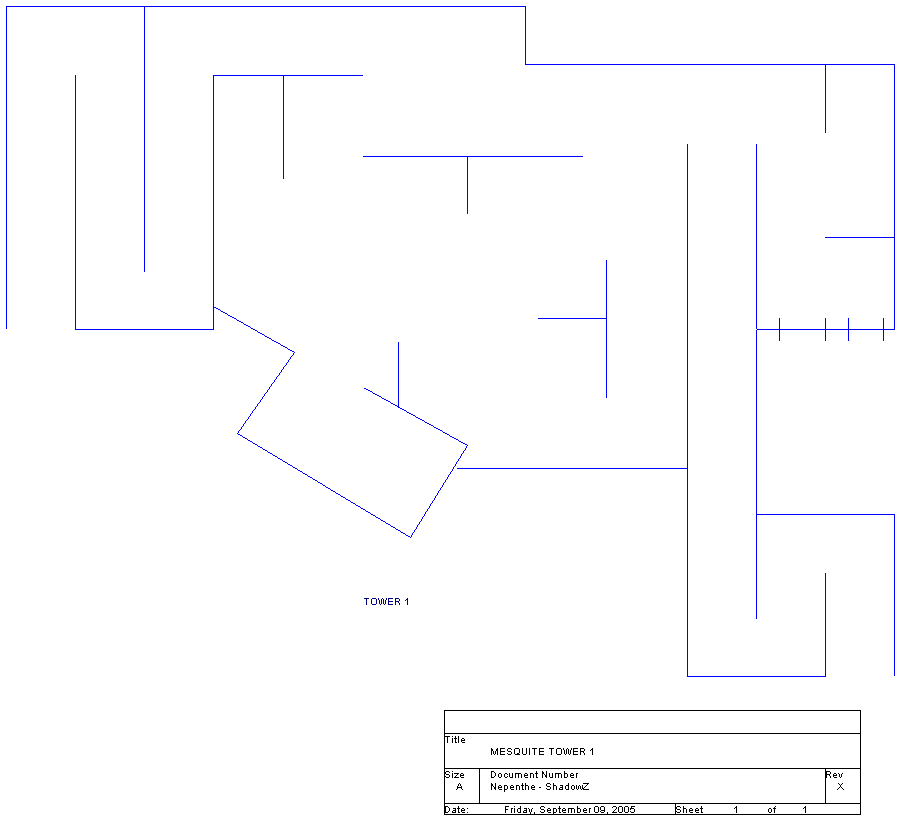 TOWER 1
Title
MESQUITE TOWER 1
Size Document Number Rev
A Nepenthe - ShadowZ X
Date: Friday, September 09, 2005 Sheet 1 of 1